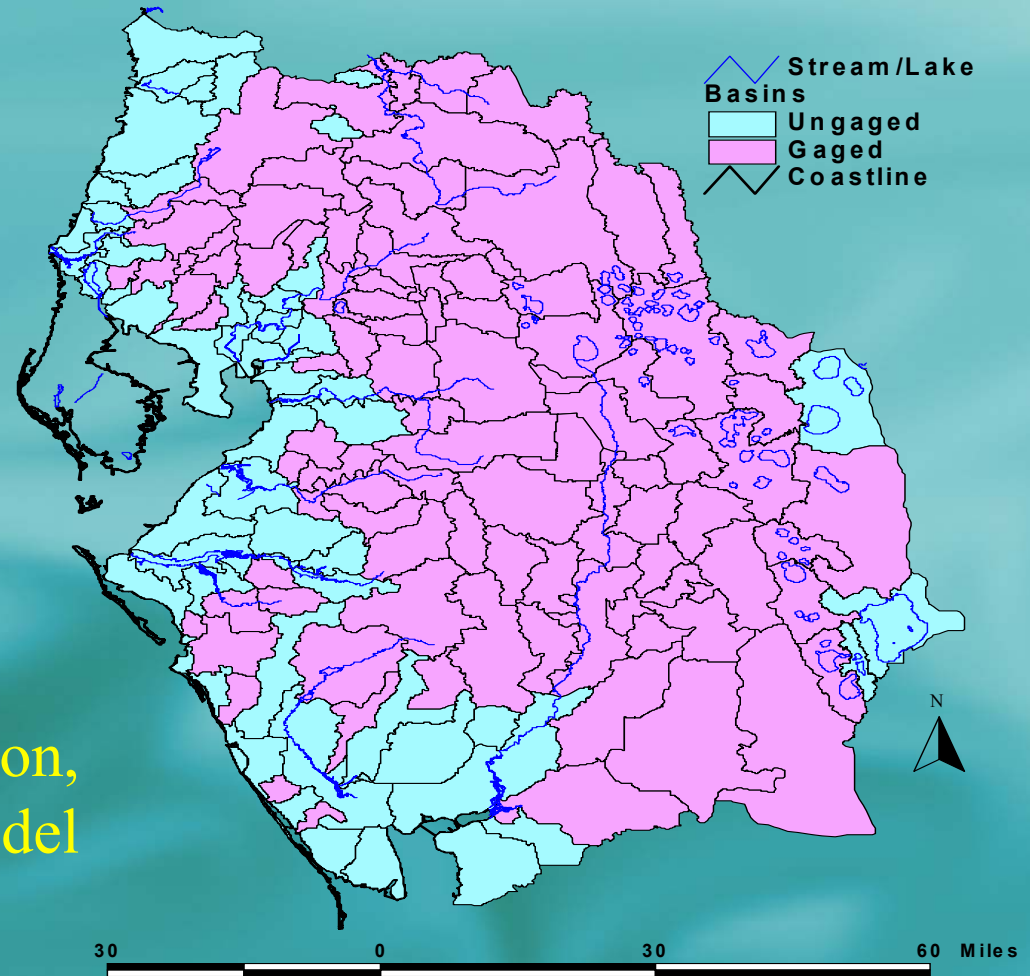 Stream/Lake
Basins
Ungaged
Gaged
Coastline
N
on,
del
30 0 30 60 Miles